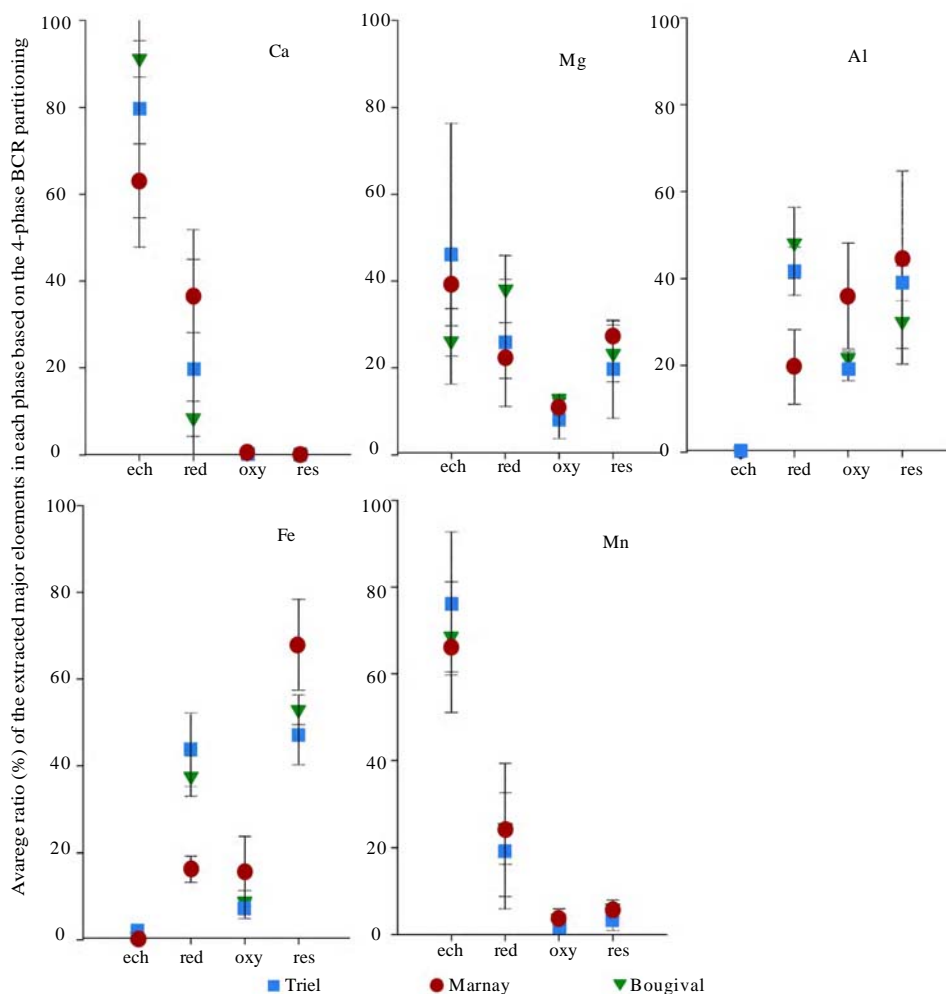 Avarege ratio (%) of the extracted major eloements in each phase based on the 4-phase BCR partitioning
100
80
60
40
20
0
Ca
ech red oxy res
100
80
60
40
20
0
Mg
ech red oxy res
100
80
60
40
20
0
Al
ech red oxy res
100
80
60
40
20
0
Fe
ech red oxy res
100
80
60
40
20
0
Mn
ech red oxy res
Triel Marnay Bougival